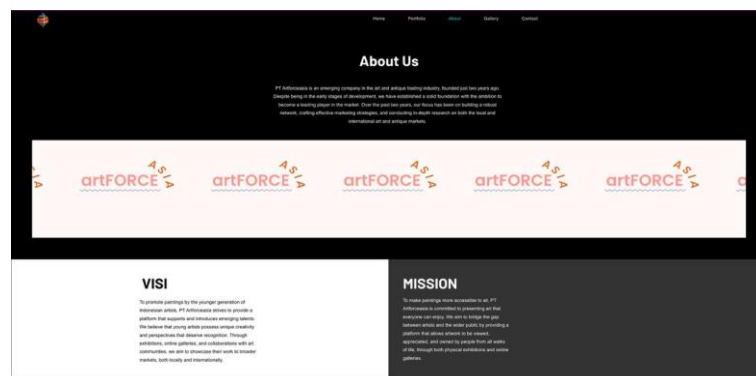 Home Portfolio About Gallery Contact
About Us
PT Artforceasia is an emerging company in the art and antique trading industry, founded just two years ago.
Despite being in the early stages of development, we have established a solid foundation with the ambition to
become a leading player in the market. Over the past two years, our focus has been on building a robust
network, crafting effective marketing strategies, and conducting in-depth research on both the local and
international art and antique markets.
A artFORCE ASIA artFORCE ASIA artFORCE ASIA artFORCE ASIA artFORCE ASIA a
VISI
To promote paintings by the younger generation of
Indonesian artists, PT Artforceasia strives to provide a
platform that supports and introduces emerging talents.
We believe that young artists possess unique creativity
and perspectives that deserve recognition. Through
exhibitions, online galleries, and collaborations with art
communities, we aim to showcase their work to broader
markets, both locally and internationally.
MISSION
To make paintings more accessible to all, PT
Artforceasia is committed to presenting art that
everyone can enjoy. We aim to bridge the gap
between artists and the wider public by providing a
platform that allows artwork to be viewed,
appreciated, and owned by people from all walks
of life, through both physical exhibitions and online
galleries.